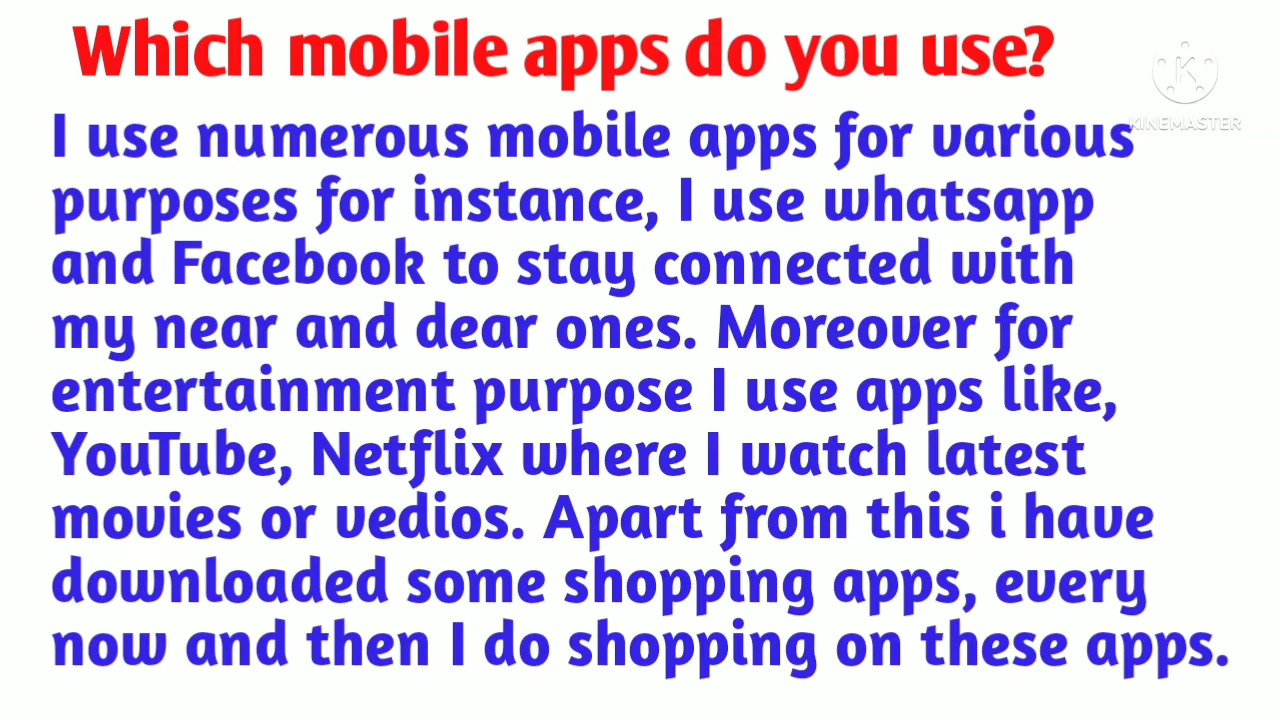 Which mobile apps do you use?
K
KINEMASTER
I use numerous mobile apps for various
purposes for instance, I use whatsapp
and Facebook to stay connected with
my near and dear ones. Moreover for
entertainment purpose I use apps like,
YouTube, Netflix where I watch latest
movies or vedios. Apart from this i have
downloaded some shopping apps, every
now and then I do shopping on these apps.